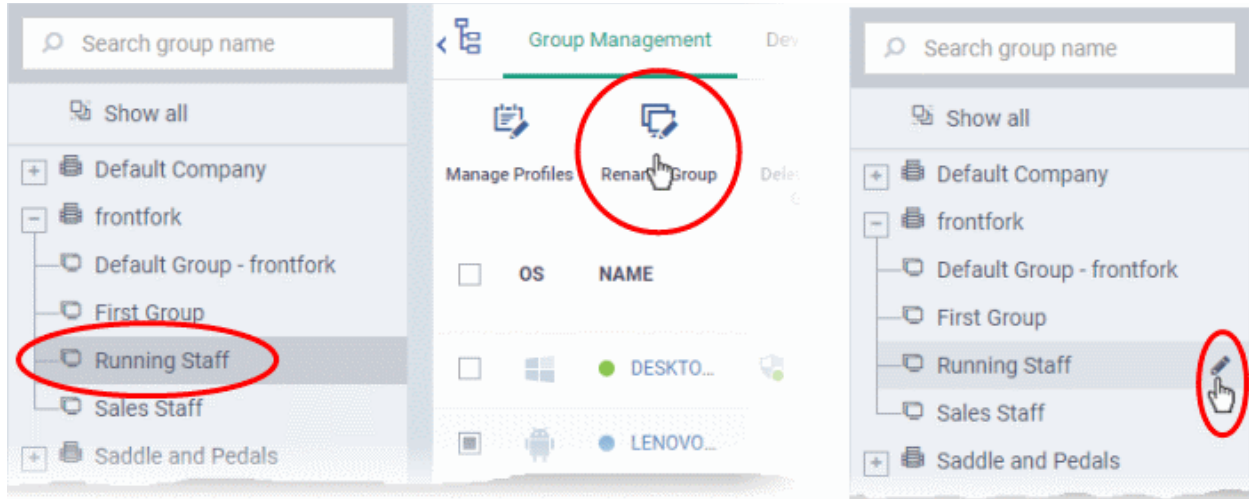 Search group name
Show all
Default Company
frontfork
Default Group - frontfork
First Group
Running Staff
Sales Staff
Saddle and Pedals
Group Management
Manage Profiles
Group
OS NAME
DESKTO...
LENOVO...
Search group name
Show all
Default Company
frontfork
Default Group - frontfork
First Group
Running Staff
Sales Staff
Saddle and Pedals